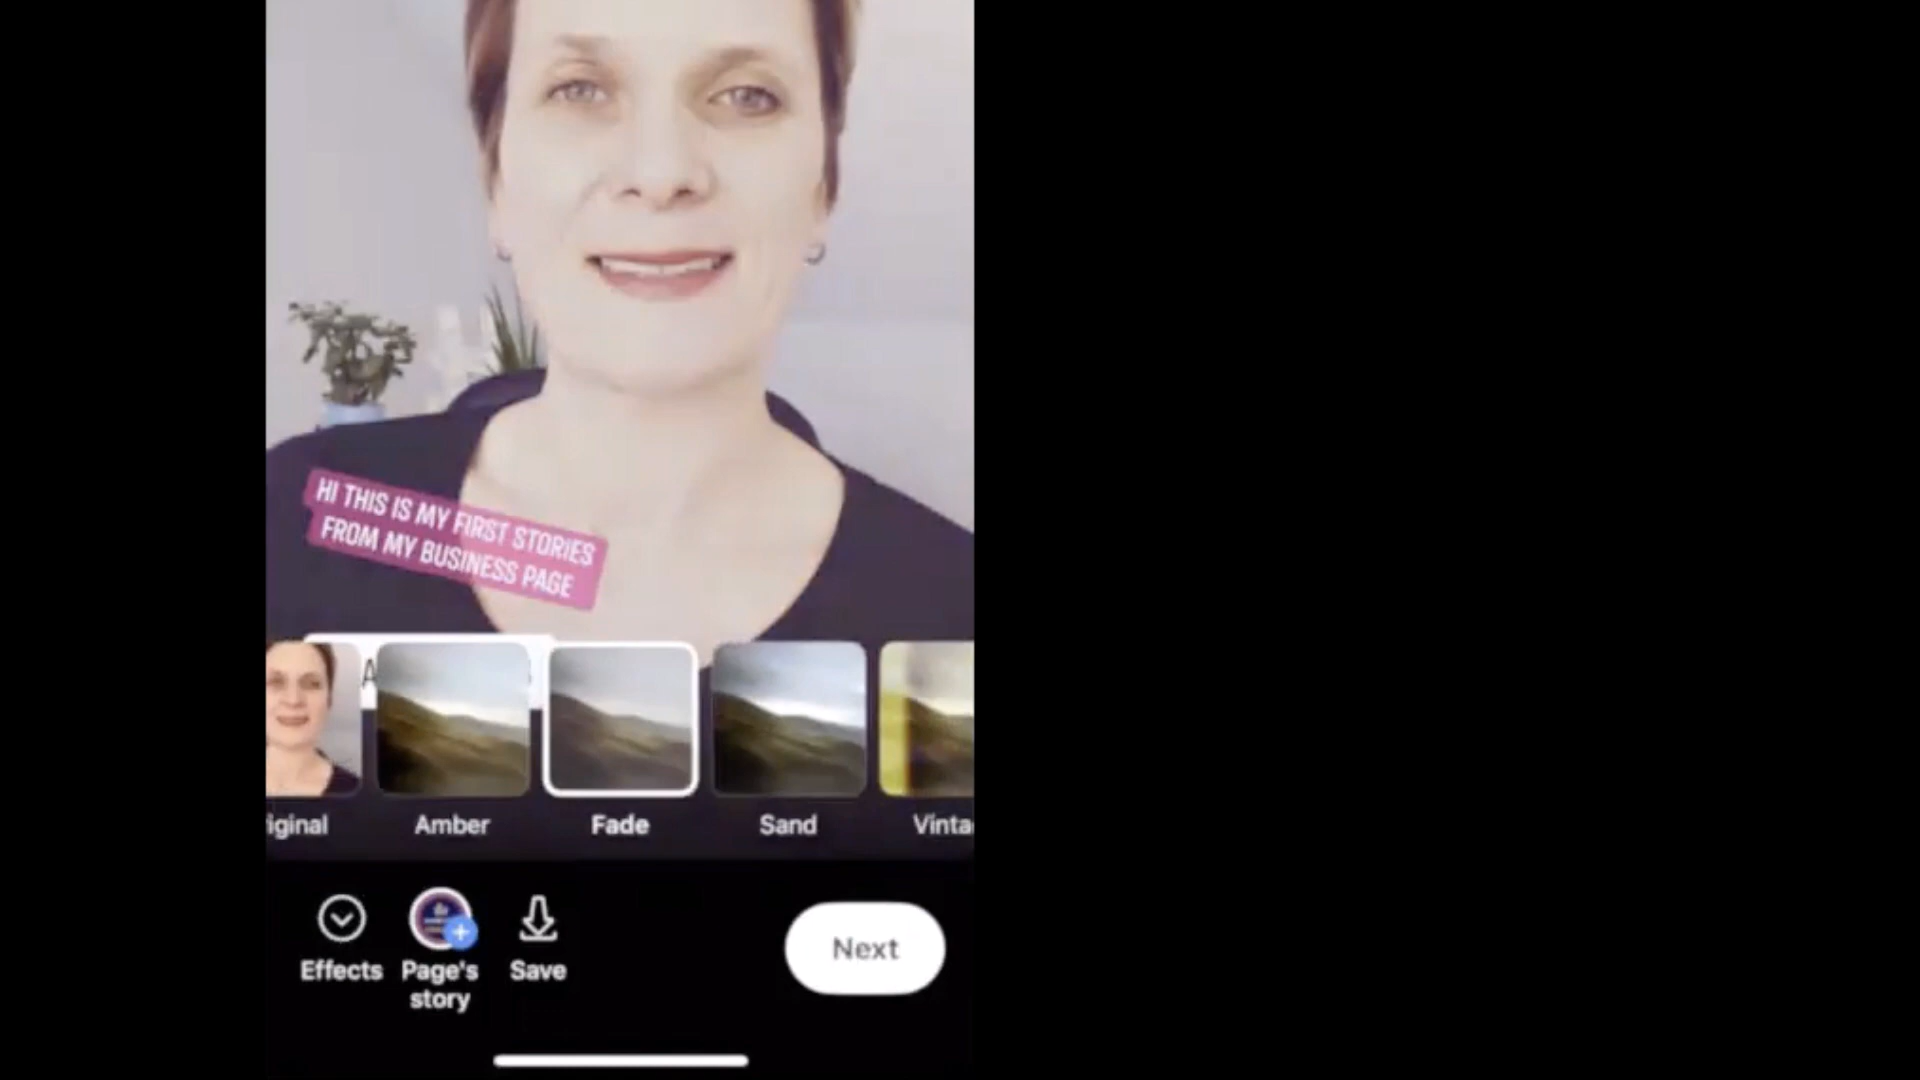 HI THIS IS MY FIRST STORIES
FROM MY BUSINESS PAGE
A
iginal
Amber
Fade
Sand
Vinta
Effects
Page's
story
Save
Next